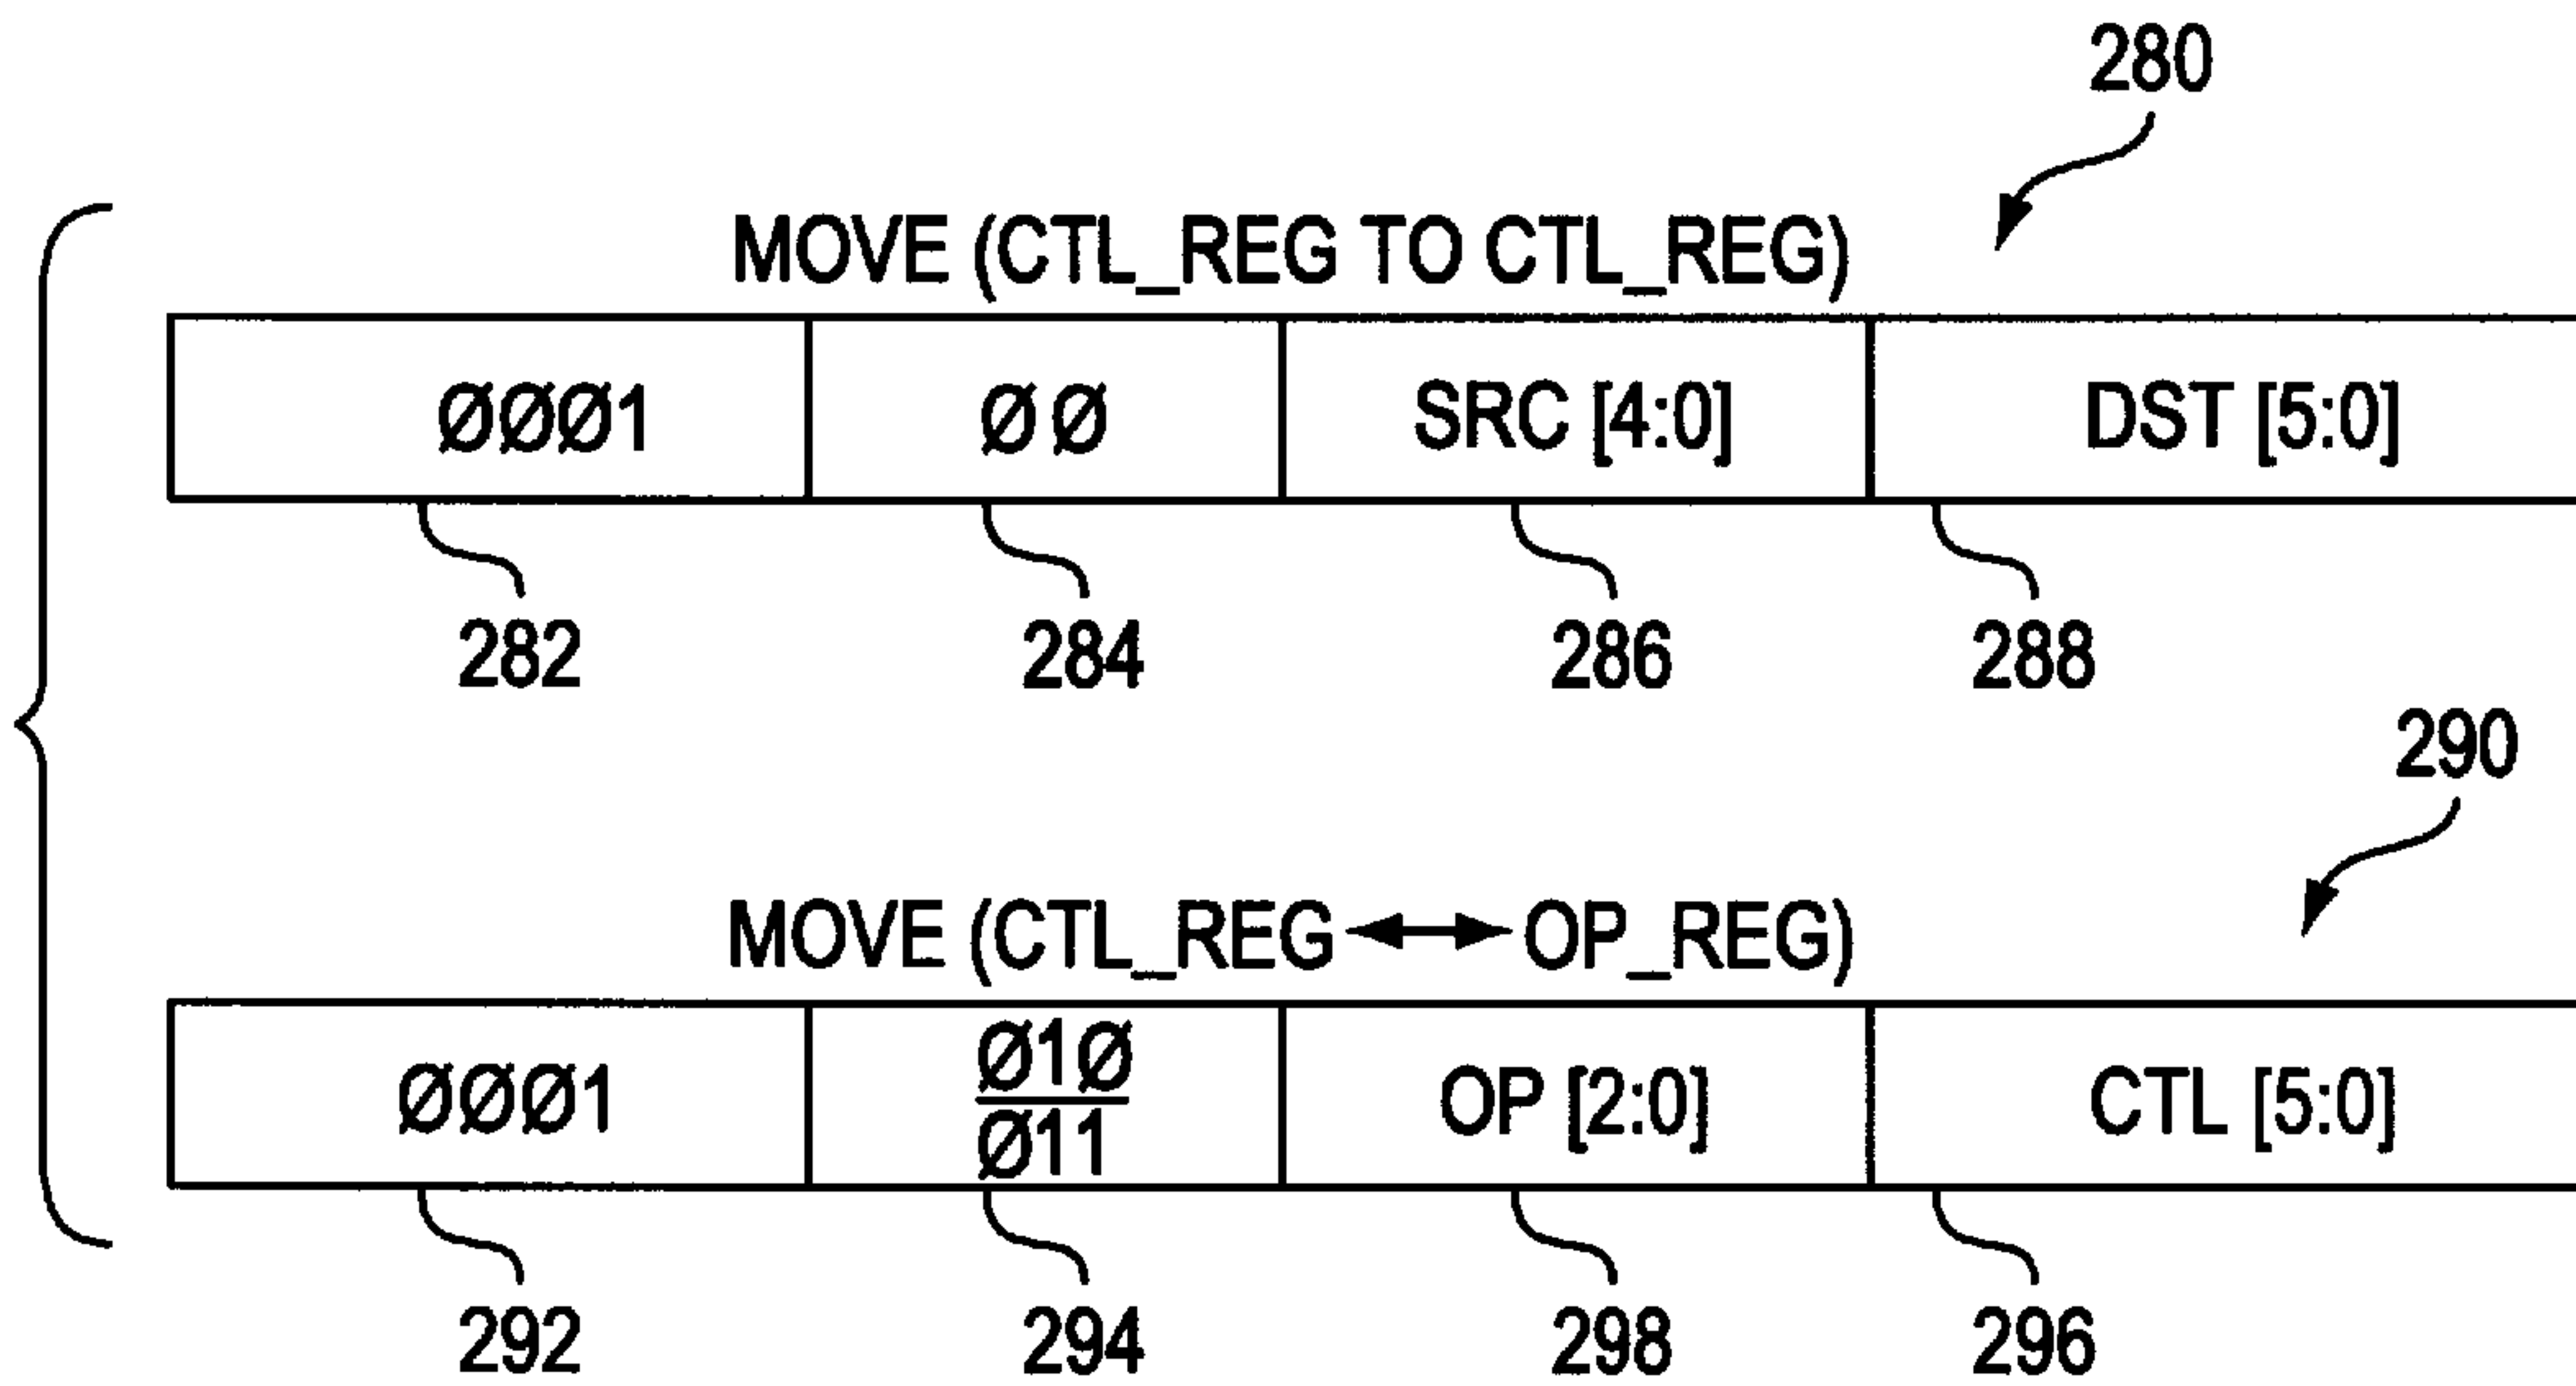 280
MOVE (CTL_REG TO CTL_REG)
ØØØ1 ØØ SRC [4:0] DST [5:0]
282 284 286 288
290
MOVE (CTL_REG ↔ OP_REG)
ØØØ1 Ø1Ø OP [2:0] CTL [5:0]
Ø11
292 294 298 296